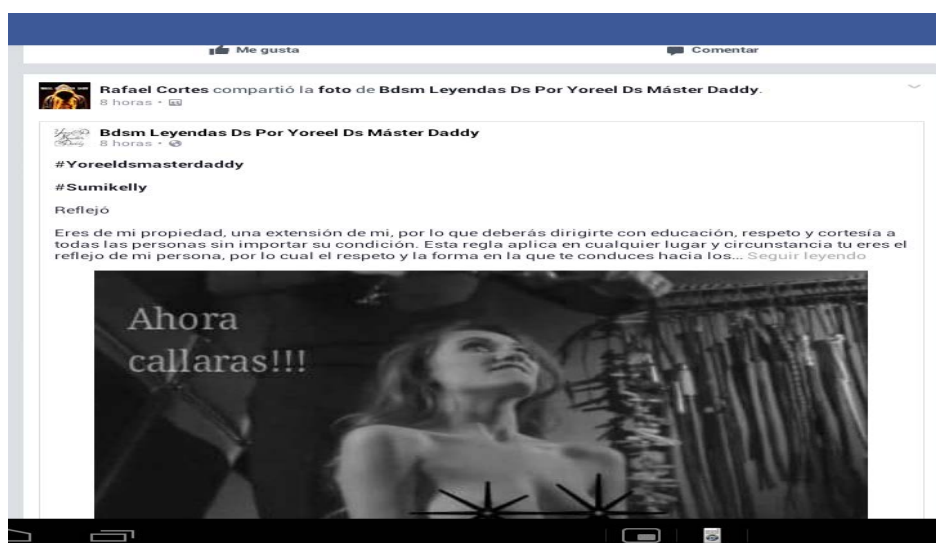 Me gusta
Comentar
Rafael Cortes compartió la foto de Bdsm Leyendas Ds Por Yoreel Ds Máster Daddy.
8 horas •
Bdsm Leyendas Ds Por Yoreel Ds Máster Daddy
8 horas •
#Yoreeldsmasterdaddy
#Sumikelly
Reflejó
Eres de mi propiedad, una extensión de mi, por lo que deberás dirigirte con educación, respeto y cortesía a
todas las personas sin importar su condición. Esta regla aplica en cualquier lugar y circunstancia tu eres el
reflejo de mi persona, por lo cual el respeto y la forma en la que te conduces hacia los... Seguir leyendo
Ahora
callaras!!!